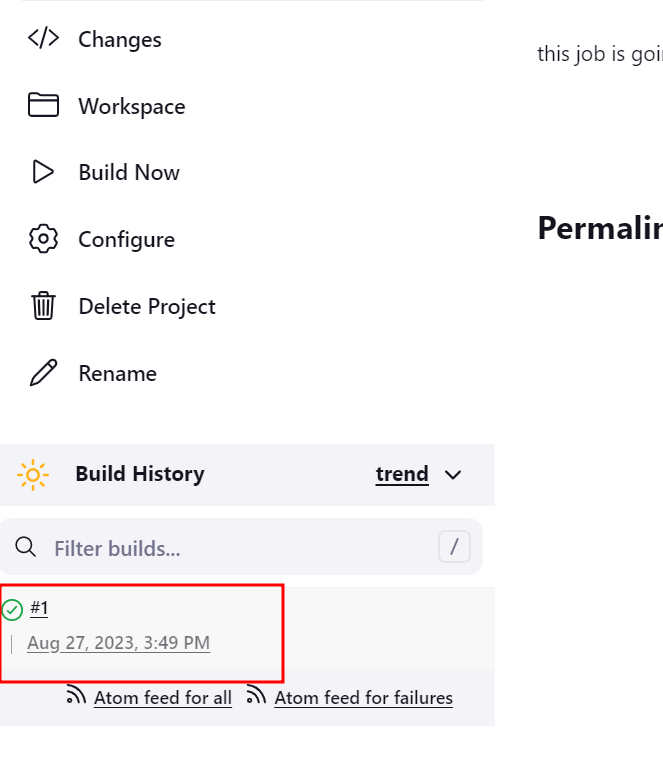 Changes
this job is goi
Workspace
Build Now
Permalin
Configure
Delete Project
Rename
Build History
trend
Filter builds...
/
#1
Aug 27, 2023, 3:49 PM
Atom feed for all
Atom feed for failures